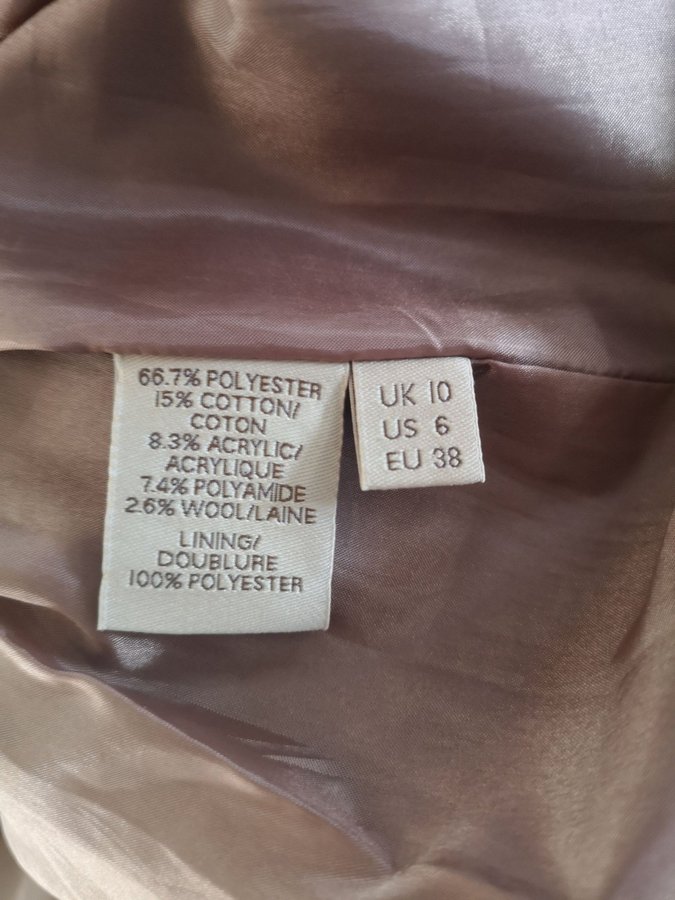 66.7% POLYESTER
15% COTTON/
COTON
8.3% ACRYLIC/
ACRYLIQUE
7.4% POLYAMIDE
2.6% WOOL/LAINE
LINING/
DOUBLURE
100% POLYESTER
UK 10
US 6
EU 38